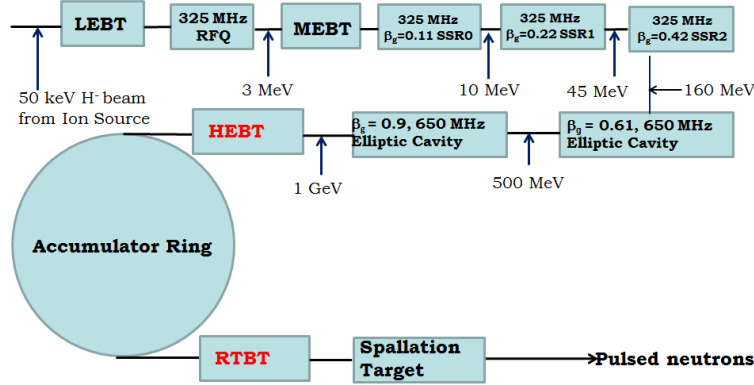 LEBT
325 MHz
RFQ
MEBT
325 MHz
βg=0.11 SSR0
325 MHz
βg=0.22 SSR1
325 MHz
βg=0.42 SSR2
50 keV H- beam
from Ion Source
3 MeV
10 MeV
45 MeV
160 MeV
HEBT
βg = 0.9, 650 MHz
Elliptic Cavity
βg = 0.61, 650 MHz
Elliptic Cavity
1 GeV
500 MeV
Accumulator Ring
RTBT
Spallation
Target
Pulsed neutrons